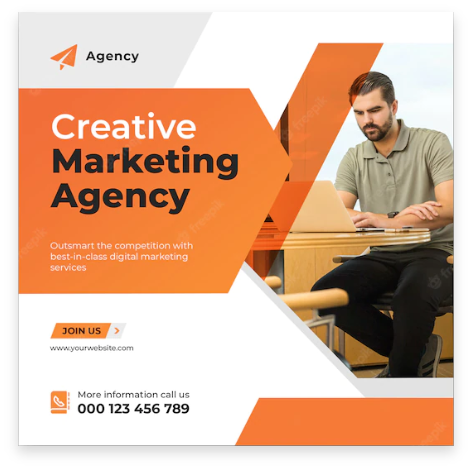 Agency
Creative
Marketing
Agency
Outsmart the competition with
best-in-class digital marketing
services
JOIN US
www.yourwebsite.com
More information call us
000 123 456 789